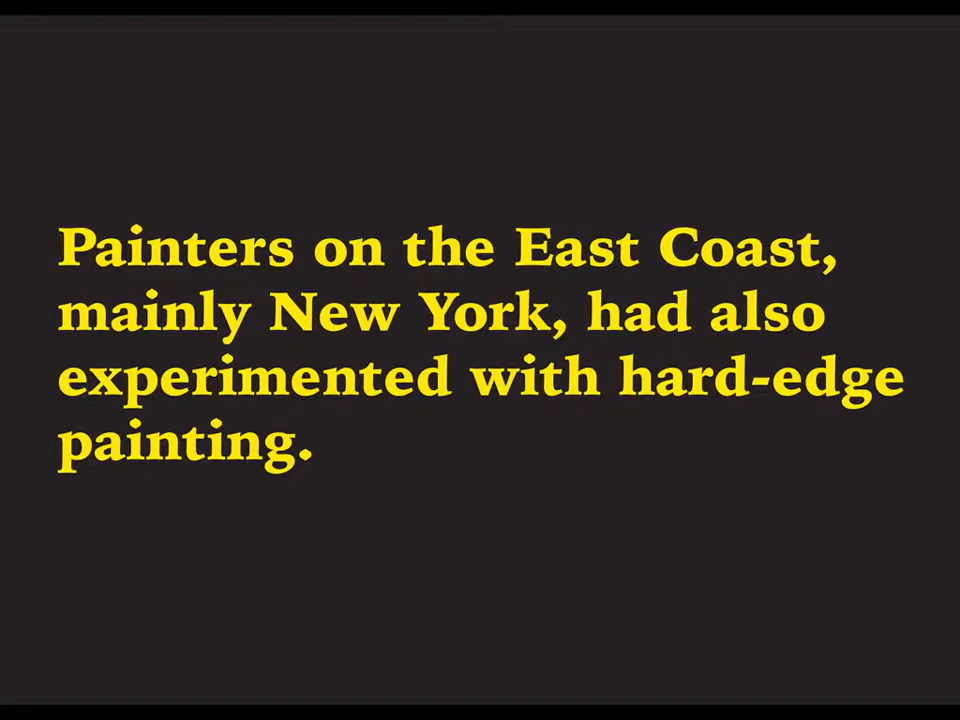 Painters on the East Coast,
mainly New York, had also
experimented with hard-edge
painting.